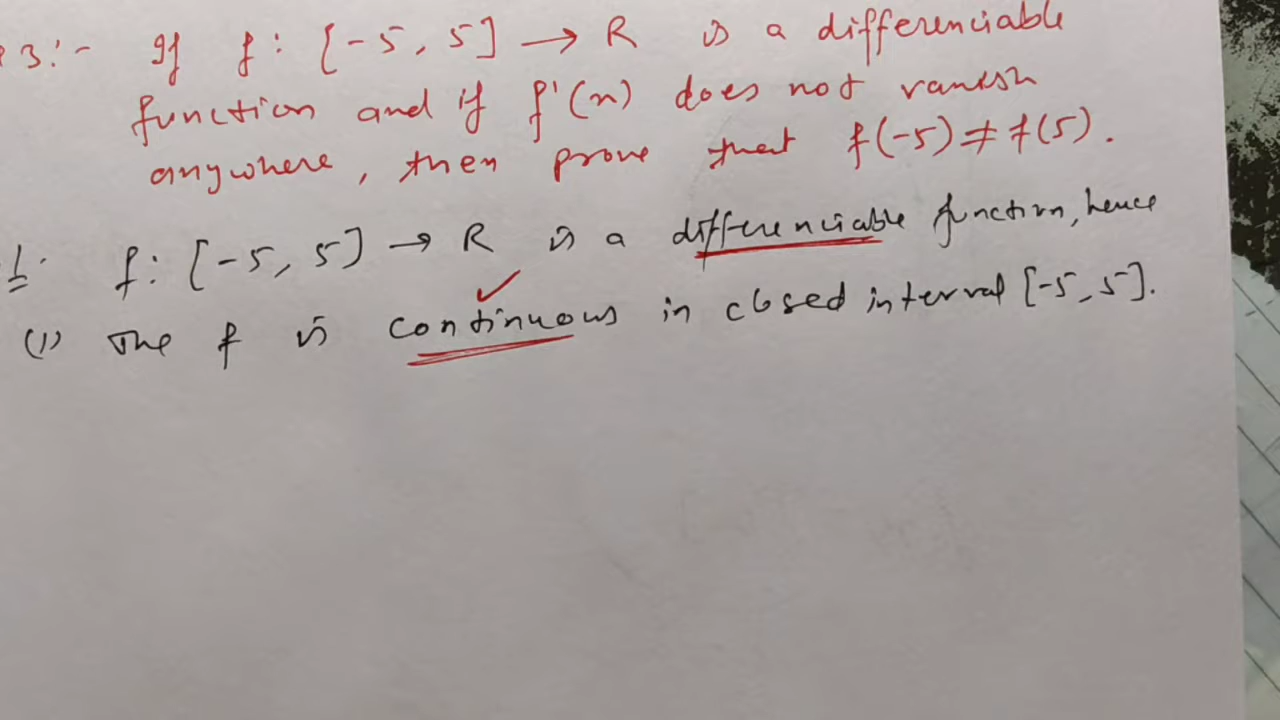 3:- If f : [-5, 5] → R is a differenciable
function and if f'(x) does not vanish
anywhere, then prove that f(-5) ≠ f(5).
f: [-5, 5] → R is a differenciable function, hence
(1) The f is continuous in closed interval [-5, 5].